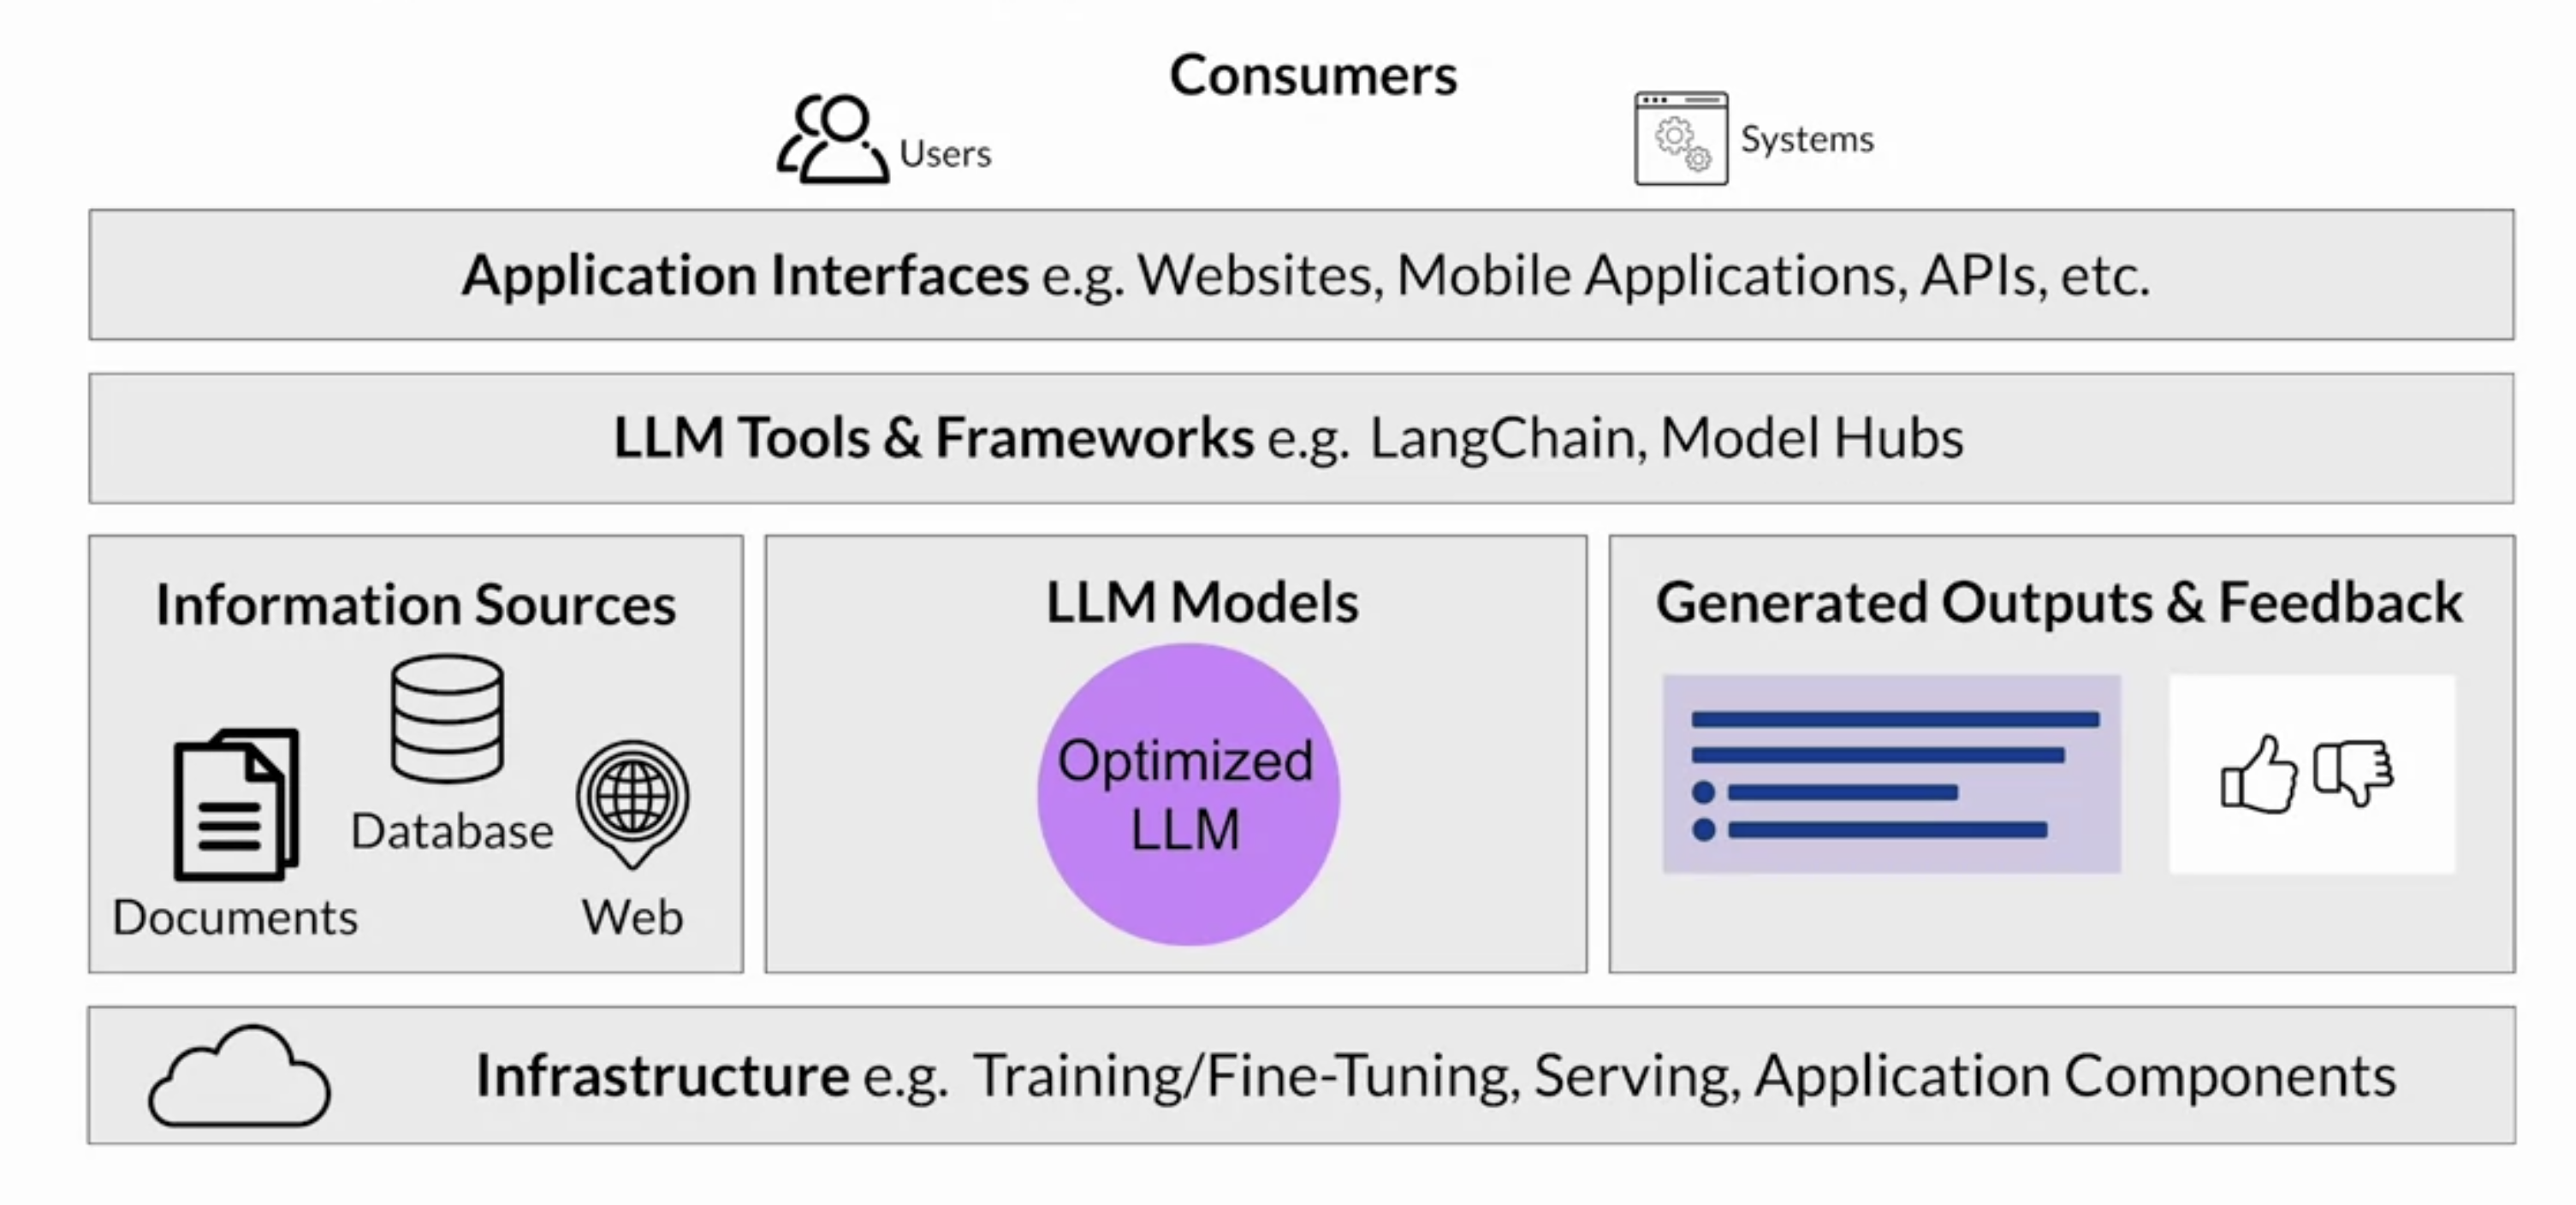 Consumers
Users
Systems
Application Interfaces e.g. Websites, Mobile Applications, APIs, etc.
LLM Tools & Frameworks e.g. LangChain, Model Hubs
Information Sources
Database
Documents
Web
LLM Models
Optimized
LLM
Generated Outputs & Feedback
Infrastructure e.g. Training/Fine-Tuning, Serving, Application Components